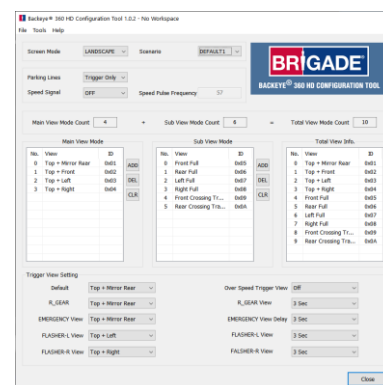 Backeye® 360 HD Configuration Tool 1.0.2 - No Workspace
File Tools Help
Screen Mode LANDSCAPE Scenario DEFAULT1
BRIGADE
BACKEYE® 360 HD CONFIGURATION TOOL
Parking Lines Trigger Only
Speed Signal OFF Speed Pulse Frequency 57
Main View Mode Count 4 + Sub View Mode Count 6 = Total View Mode Count 10
Main View Mode Sub View Mode Total View Info.
No. View ID No. View ID No. View ID
0 Top + Mirror Rear 0x01 0 Front Full 0x05 0 Top + Mirror Rear 0x01
1 Top + Front 0x02 ADD 1 Rear Full 0x06 ADD 1 Top + Front 0x02
2 Top + Left 0x03 DEL 2 Left Full 0x07 DEL 2 Top + Left 0x03
3 Top + Right 0x04 3 Right Full 0x08 3 Top + Right 0x04
CLR 4 Front Crossing Tr... 0x09 CLR 4 Front Full 0x05
5 Rear Crossing Tra... 0x0A 5 Rear Full 0x06
6 Left Full 0x07
7 Right Full 0x08
8 Front Crossing Tr... 0x09
9 Rear Crossing Tra... 0x0A
Trigger View Setting
Default Top + Mirror Rear Over Speed Trigger View Off
R_GEAR Top + Mirror Rear R_GEAR View 3 Sec
EMERGENCY View Top + Mirror Rear EMERGENCY View Delay 3 Sec
FLASHER-L View Top + Left FLASHER-L View 3 Sec
FLASHER-R View Top + Right FALSHER-R View 3 Sec
Close